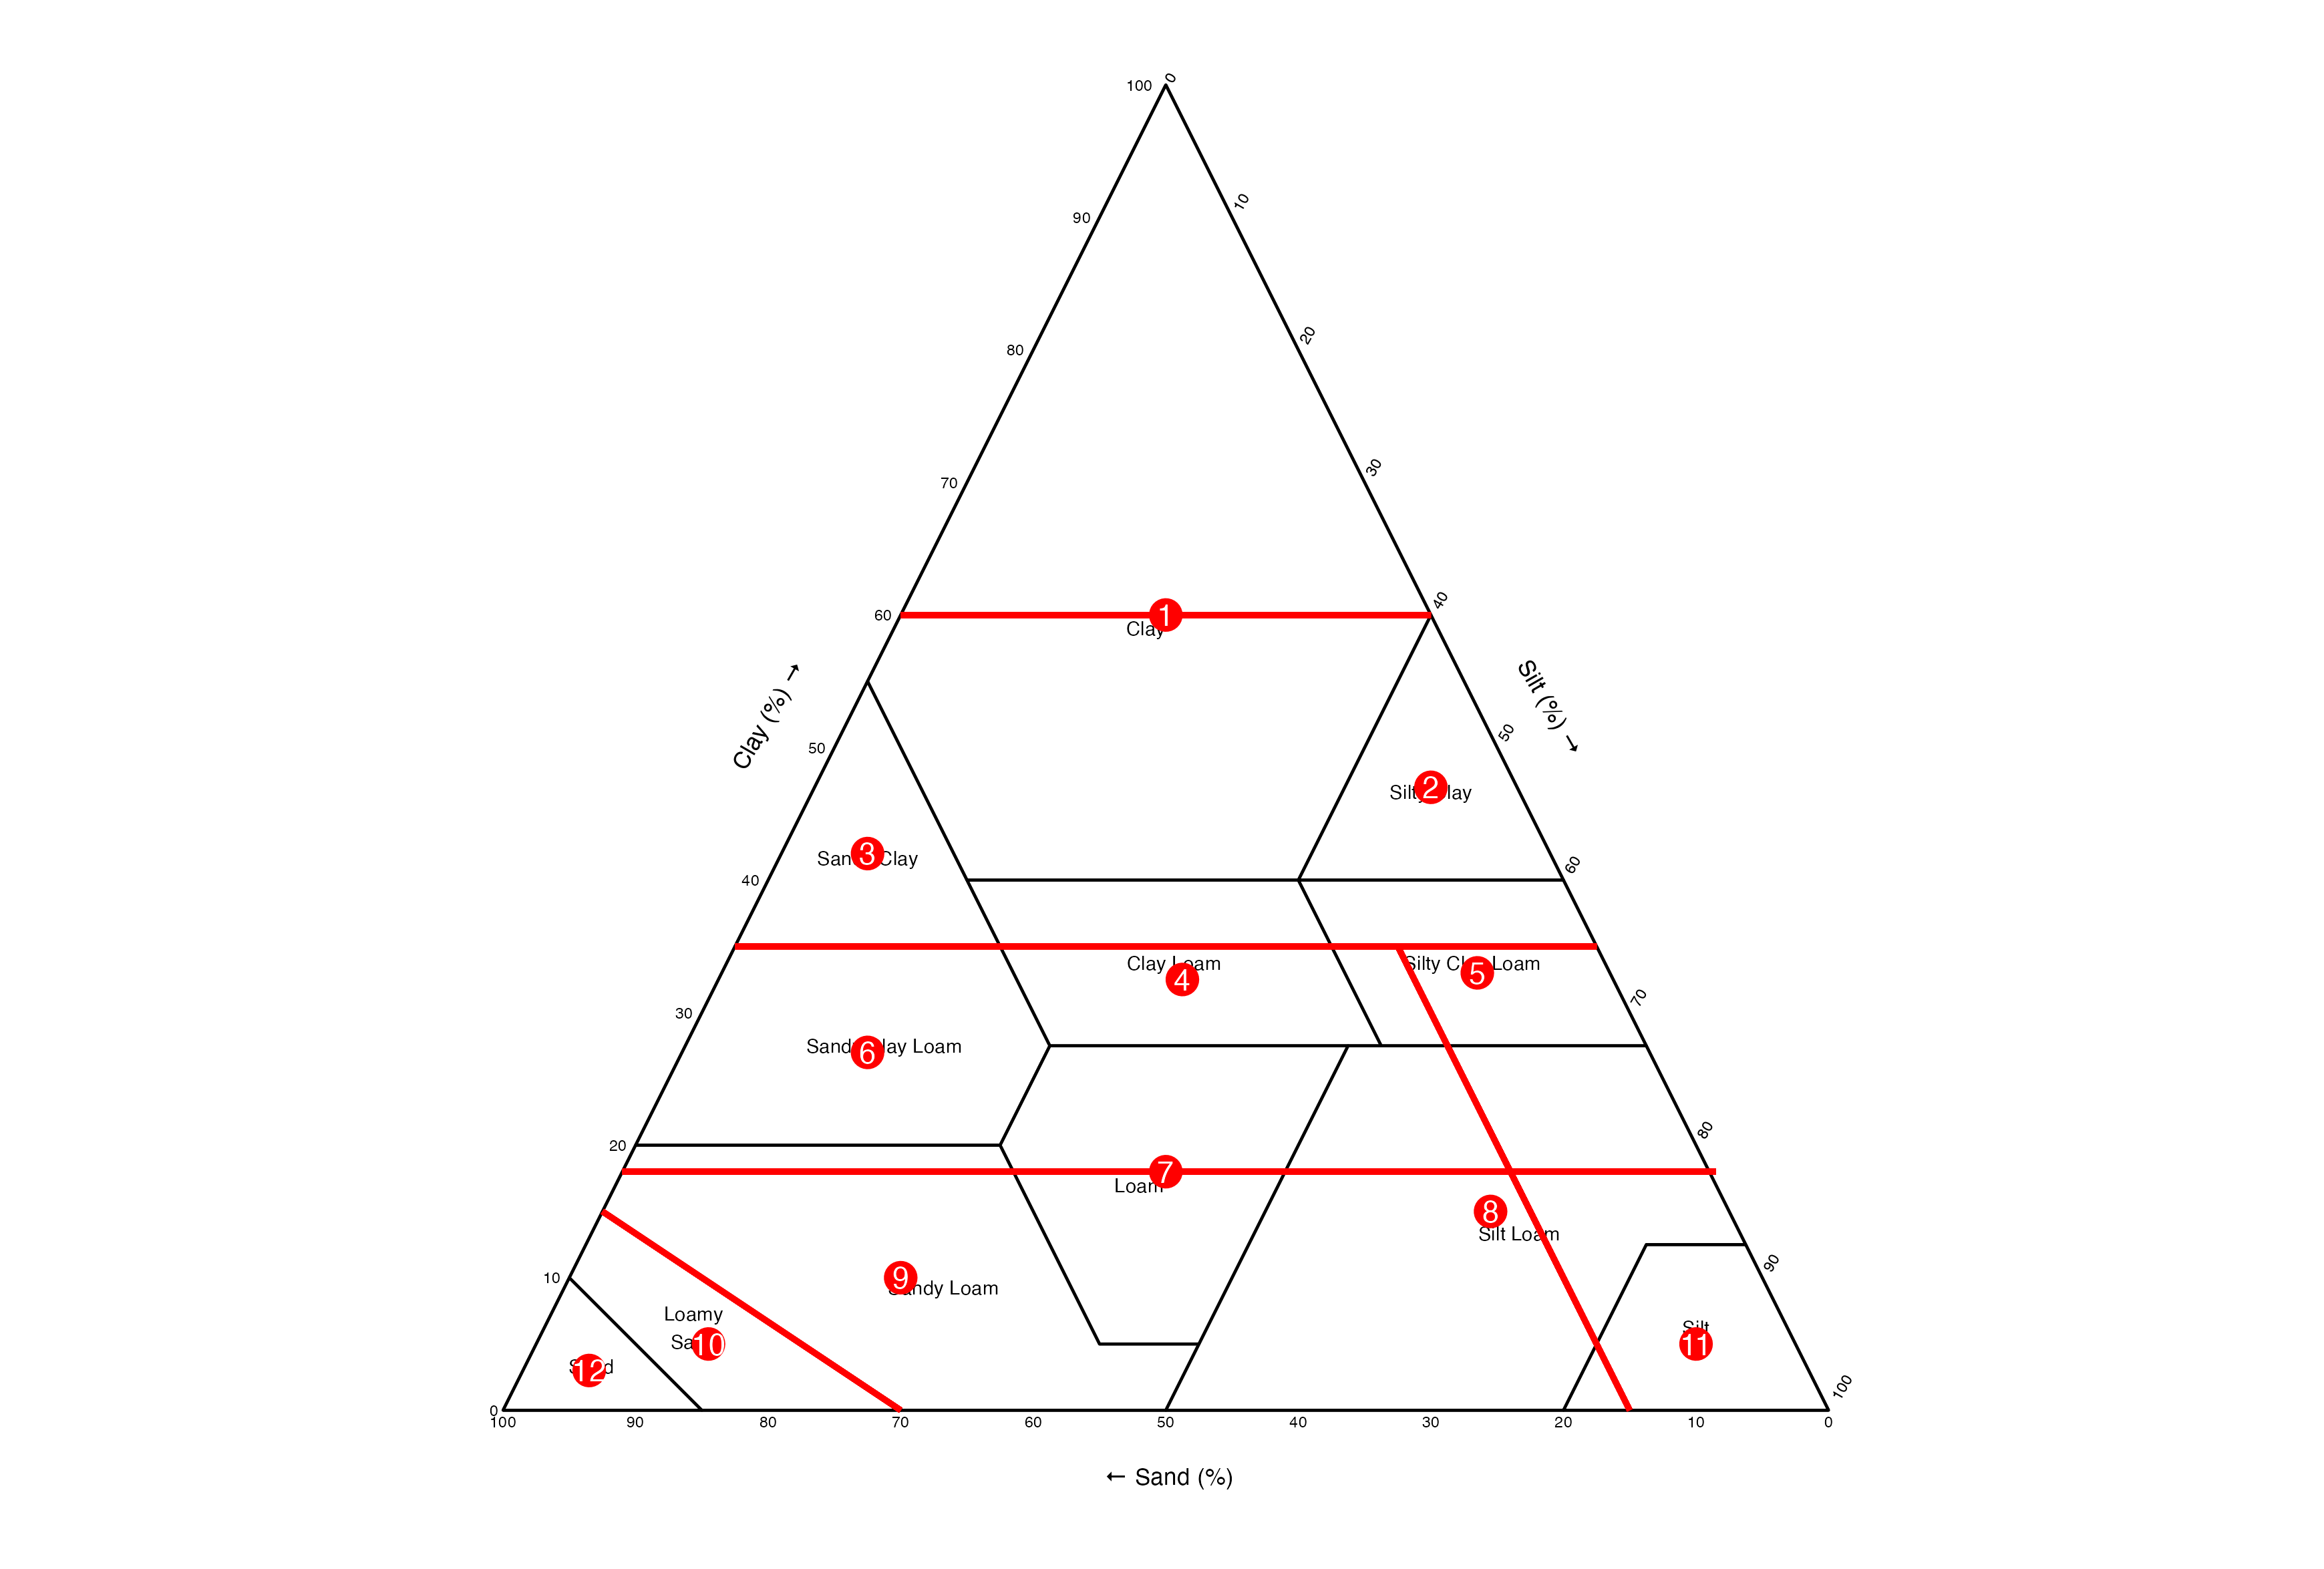 100
0
90
10
80
20
70
30
60
40
1
Clay
Clay (%) →
Silt (%) →
50
50
2
Silty Clay
3
Sandy Clay
40
60
Clay Loam
4
Silty Clay Loam
5
30
70
Sandy Clay Loam
6
20
80
7
Loam
8
Silt Loam
10
90
9
Sandy Loam
Loamy
Sand
10
Silt
11
Sand
12
0
100
100
90
80
70
60
50
40
30
20
10
0
← Sand (%)